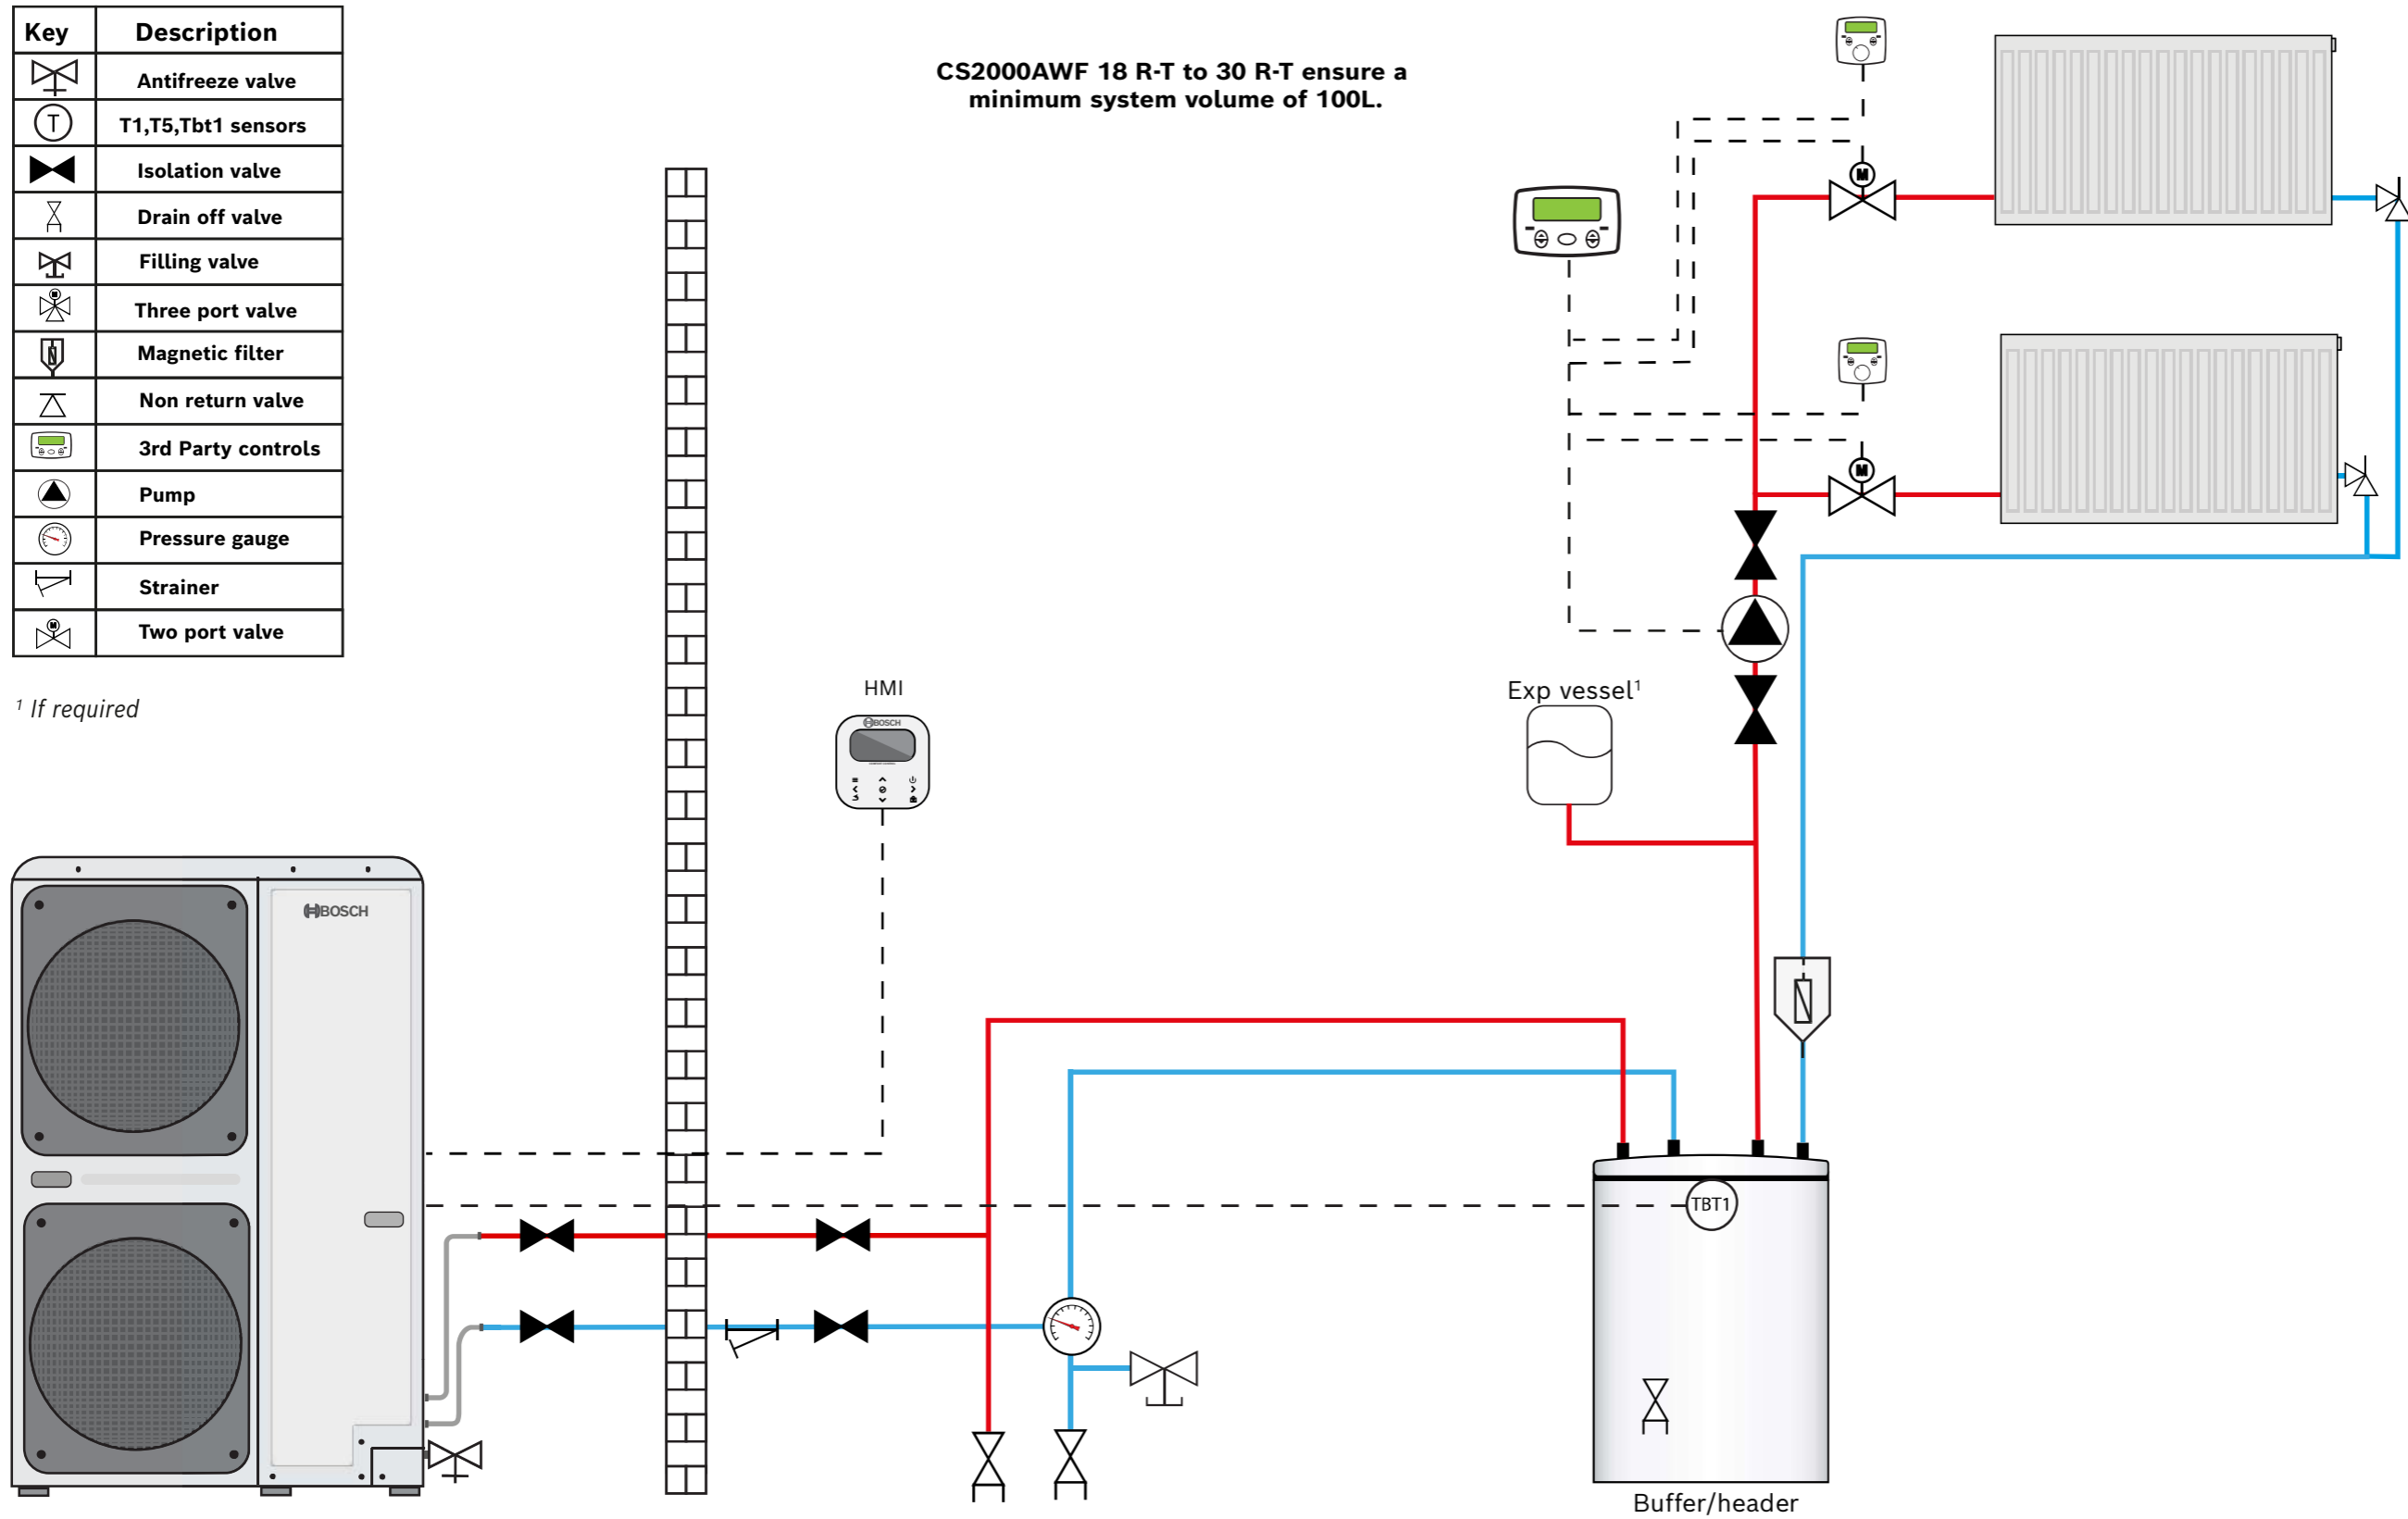 Key Description
Antifreeze valve
T T1,T5,Tbt1 sensors
Isolation valve
Drain off valve
Filling valve
M Three port valve
Magnetic filter
Non return valve
3rd Party controls
Pump
Pressure gauge
Strainer
M Two port valve
¹ If required
CS2000AWF 18 R-T to 30 R-T ensure a
minimum system volume of 100L.
M
M
HMI
BOSCH
Exp vessel¹
BOSCH
TBT1
Buffer/header